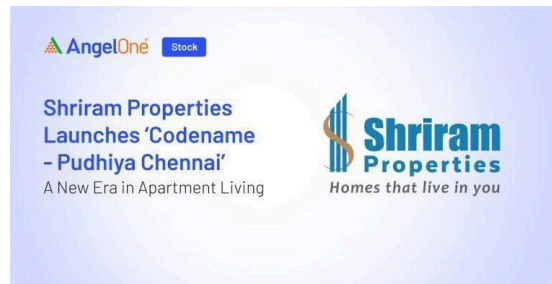 AngelOne Stock
Shriram Properties
Launches ‘Codename
- Pudhiya Chennai’
A New Era in Apartment Living
Shriram
Properties
Homes that live in you